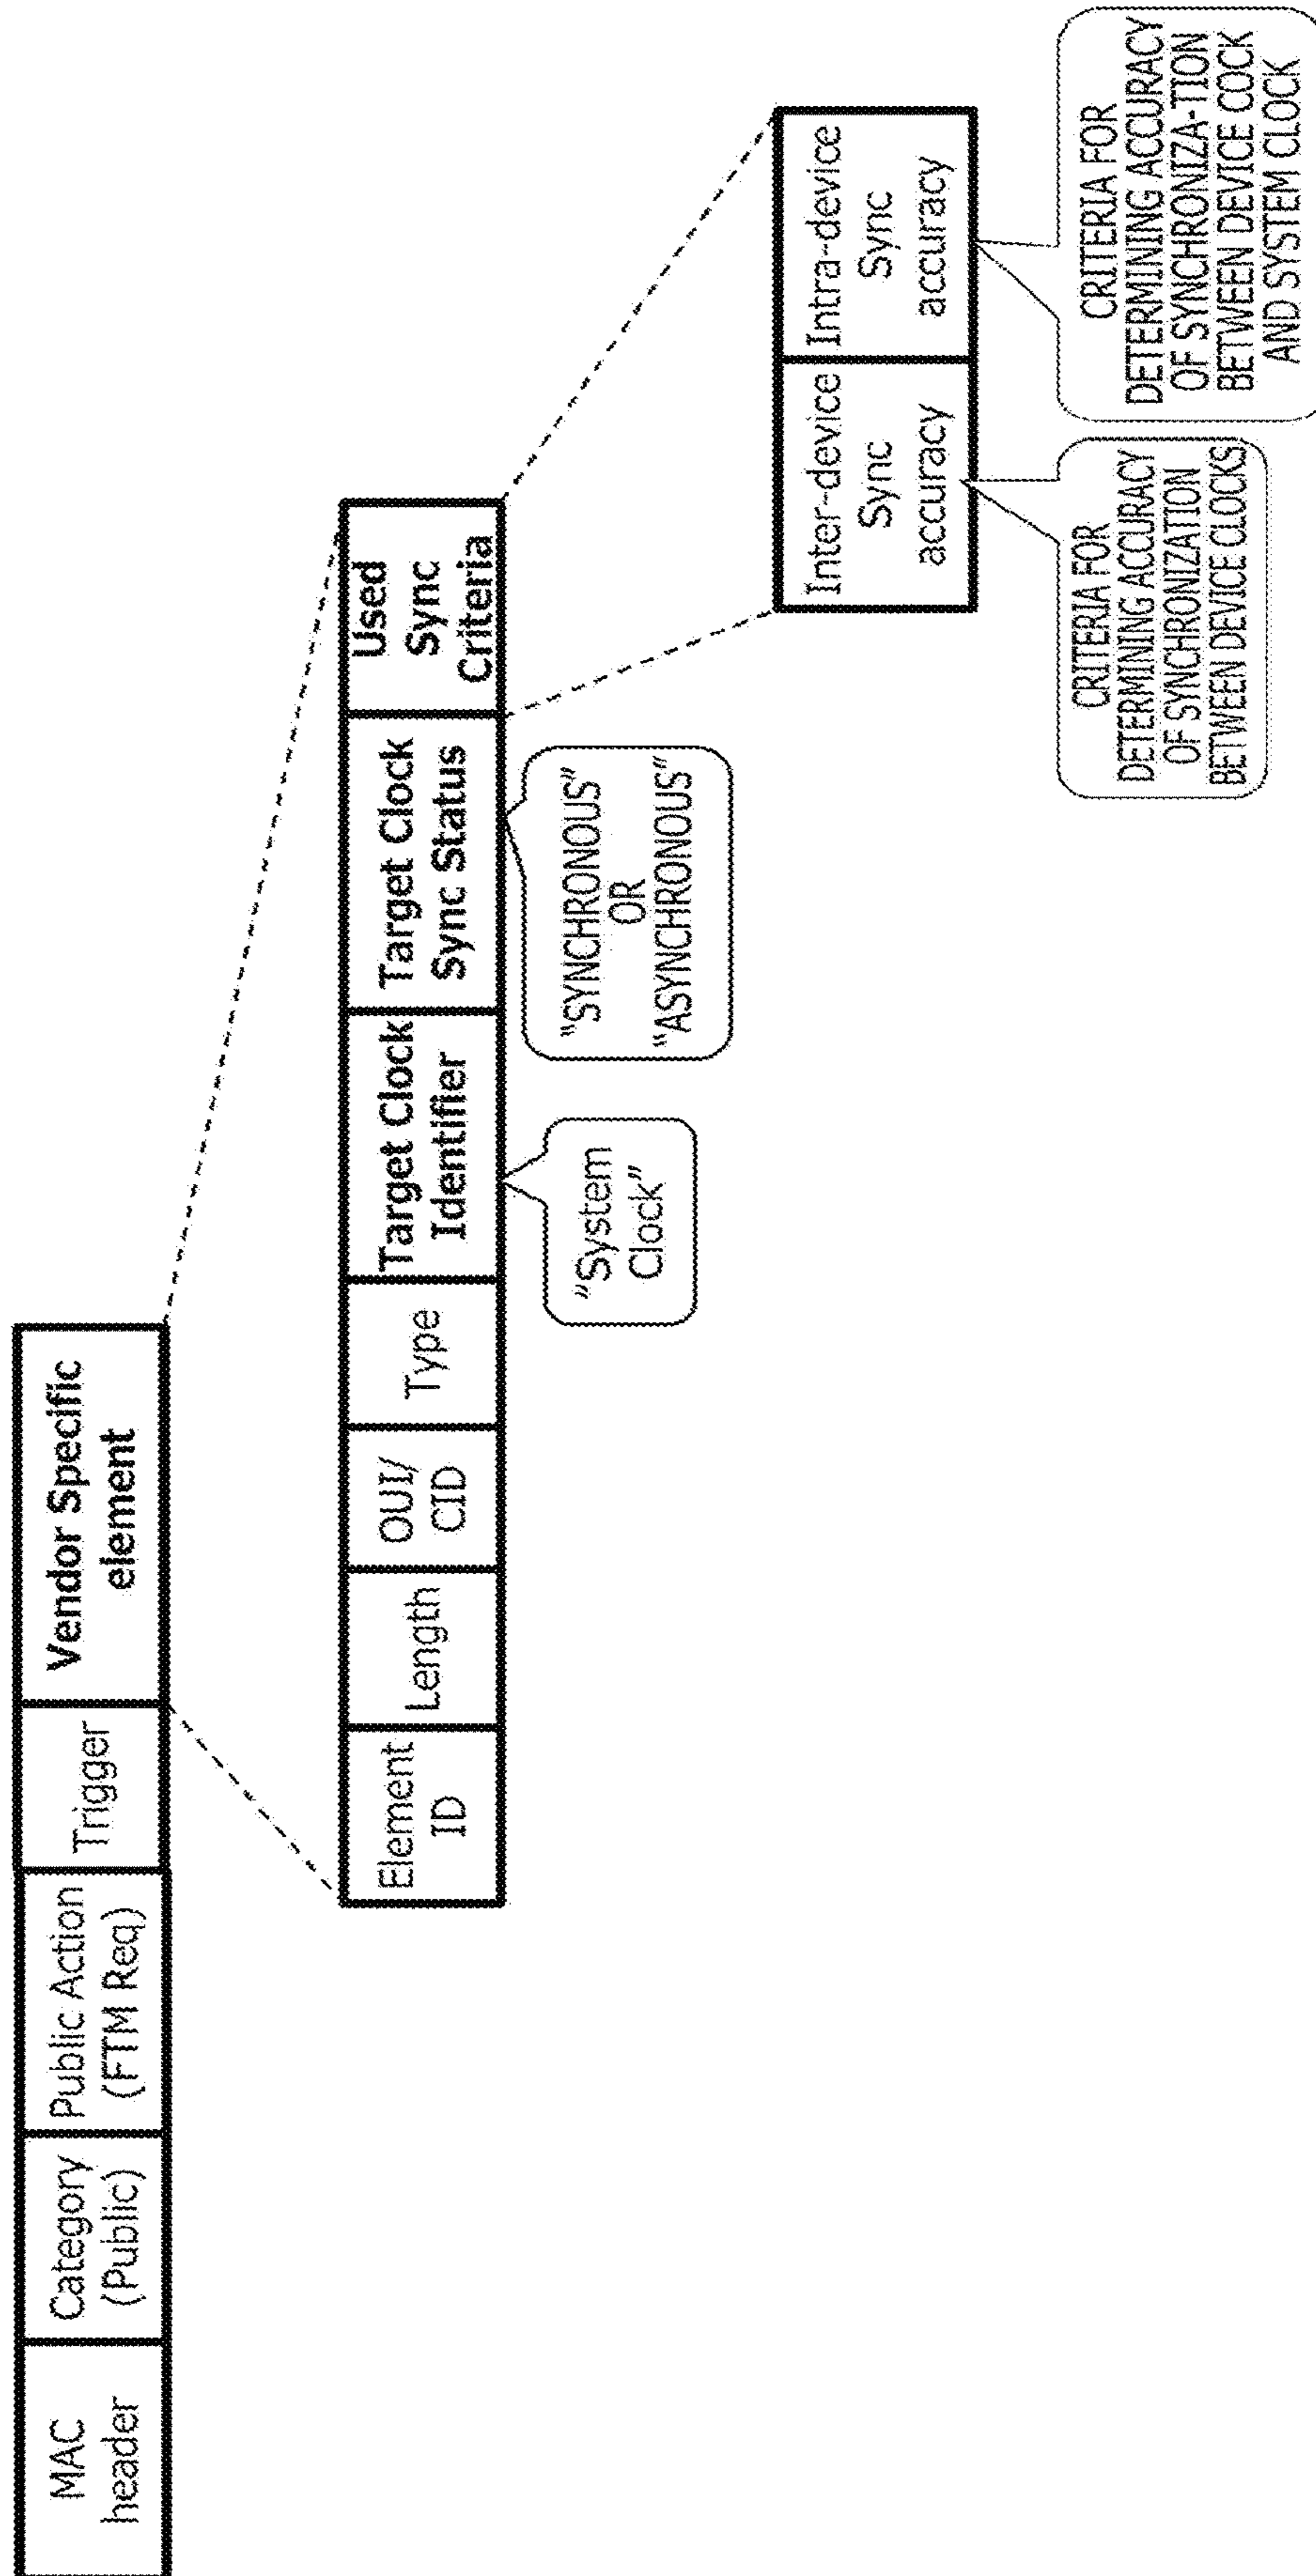 MAC
header
Category
(Public)
Public Action
(FTM Req)
Trigger
Vendor Specific
element
Element
ID
Length
OUI/
CID
Type
Target Clock
Identifier
Target Clock
Sync Status
Used
Sync
Criteria
"System
Clock"
"SYNCHRONOUS"
OR
"ASYNCHRONOUS"
Inter-device
Sync
accuracy
Intra-device
Sync
accuracy
CRITERIA FOR
DETERMINING ACCURACY
OF SYNCHRONIZATION
BETWEEN DEVICE CLOCKS
CRITERIA FOR
DETERMINING ACCURACY
OF SYNCHRONIZA-TION
BETWEEN DEVICE COCK
AND SYSTEM CLOCK